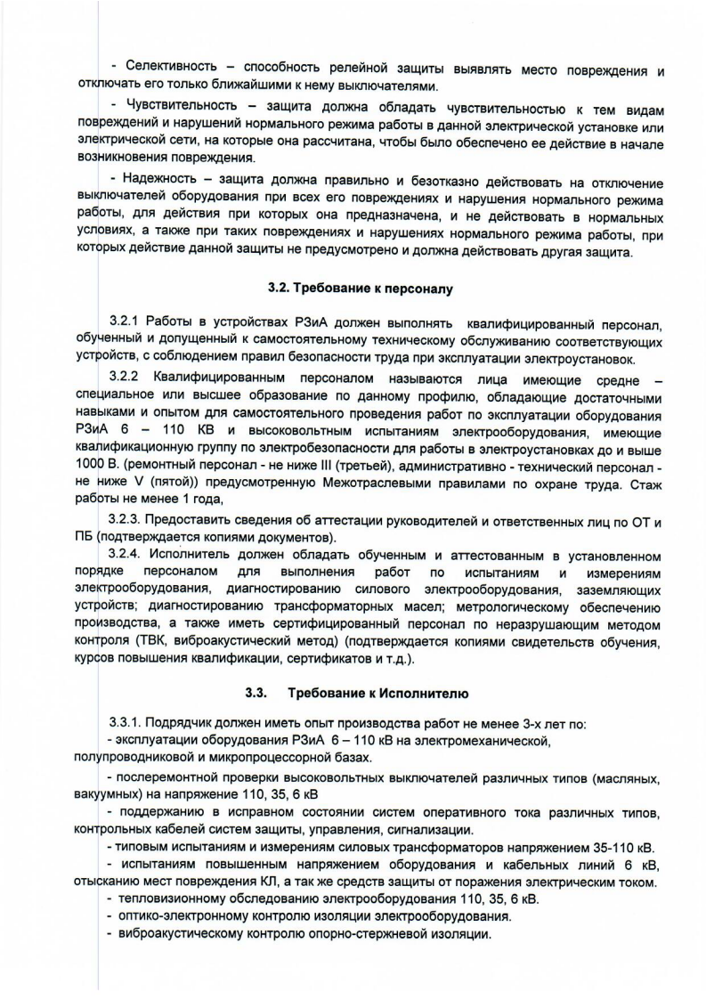 - Селективность – способность релейной защиты выявлять место повреждения и
отключать его только ближайшими к нему выключателями.
- Чувствительность – защита должна обладать чувствительностью к тем видам
повреждений и нарушений нормального режима работы в данной электрической установке или
электрической сети, на которые она рассчитана, чтобы было обеспечено ее действие в начале
возникновения повреждения.
- Надежность – защита должна правильно и безотказно действовать на отключение
выключателей оборудования при всех его повреждениях и нарушения нормального режима
работы, для действия при которых она предназначена, и не действовать в нормальных
условиях, а также при таких повреждениях и нарушениях нормального режима работы, при
которых действие данной защиты не предусмотрено и должна действовать другая защита.
3.2. Требование к персоналу
3.2.1 Работы в устройствах РЗиА должен выполнять квалифицированный персонал,
обученный и допущенный к самостоятельному техническому обслуживанию соответствующих
устройств, с соблюдением правил безопасности труда при эксплуатации электроустановок.
3.2.2 Квалифицированным персоналом называются лица имеющие средне –
специальное или высшее образование по данному профилю, обладающие достаточными
навыками и опытом для самостоятельного проведения работ по эксплуатации оборудования
РЗиА 6 – 110 КВ и высоковольтным испытаниям электрооборудования, имеющие
квалификационную группу по электробезопасности для работы в электроустановках до и выше
1000 В. (ремонтный персонал - не ниже III (третьей), административно - технический персонал -
не ниже V (пятой)) предусмотренную Межотраслевыми правилами по охране труда. Стаж
работы не менее 1 года,
3.2.3. Предоставить сведения об аттестации руководителей и ответственных лиц по ОТ и
ПБ (подтверждается копиями документов).
3.2.4. Исполнитель должен обладать обученным и аттестованным в установленном
порядке персоналом для выполнения работ по испытаниям и измерениям
электрооборудования, диагностированию силового электрооборудования, заземляющих
устройств; диагностированию трансформаторных масел; метрологическому обеспечению
производства, а также иметь сертифицированный персонал по неразрушающим методом
контроля (ТВК, виброакустический метод) (подтверждается копиями свидетельств обучения,
курсов повышения квалификации, сертификатов и т.д.).
3.3. Требование к Исполнителю
3.3.1. Подрядчик должен иметь опыт производства работ не менее 3-х лет по:
- эксплуатации оборудования РЗиА 6 – 110 кВ на электромеханической,
полупроводниковой и микропроцессорной базах.
- послеремонтной проверки высоковольтных выключателей различных типов (масляных,
вакуумных) на напряжение 110, 35, 6 кВ
- поддержанию в исправном состоянии систем оперативного тока различных типов,
контрольных кабелей систем защиты, управления, сигнализации.
- типовым испытаниям и измерениям силовых трансформаторов напряжением 35-110 кВ.
- испытаниям повышенным напряжением оборудования и кабельных линий 6 кВ,
отысканию мест повреждения КЛ, а так же средств защиты от поражения электрическим током.
- тепловизионному обследованию электрооборудования 110, 35, 6 кВ.
- оптико-электронному контролю изоляции электрооборудования.
- виброакустическому контролю опорно-стержневой изоляции.